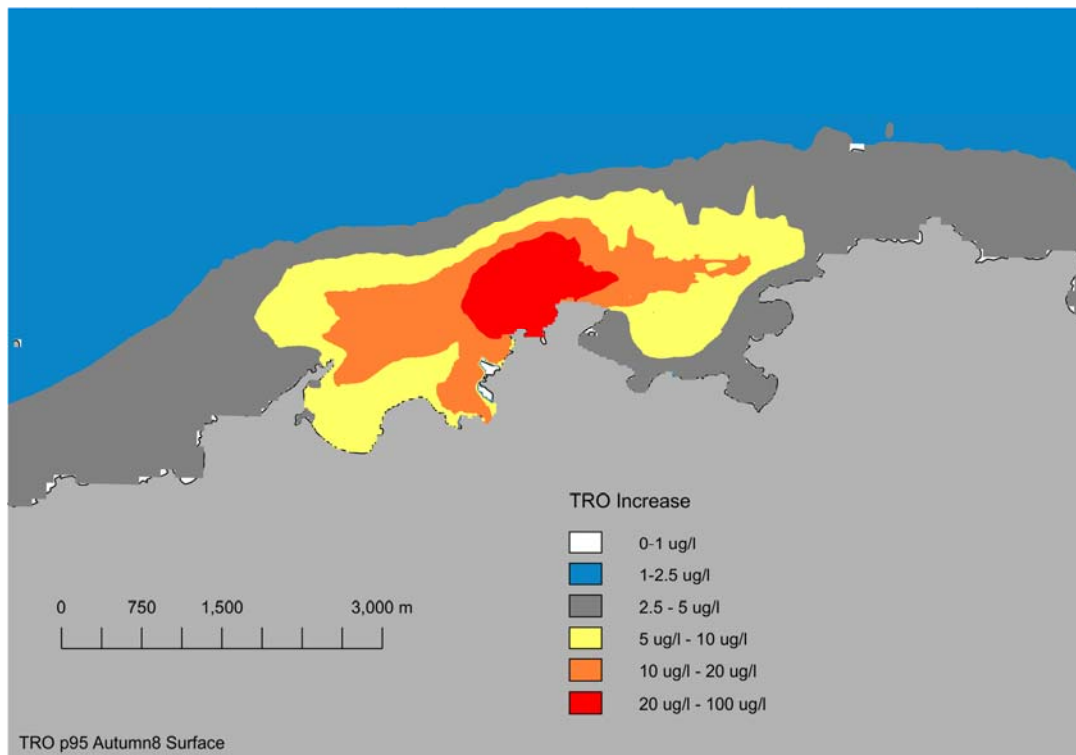 TRO Increase
0-1 ug/l
1-2.5 ug/l
2.5 - 5 ug/l
5 ug/l - 10 ug/l
10 ug/l - 20 ug/l
20 ug/l - 100 ug/l
0 750 1,500 3,000 m
TRO p95 Autumn8 Surface